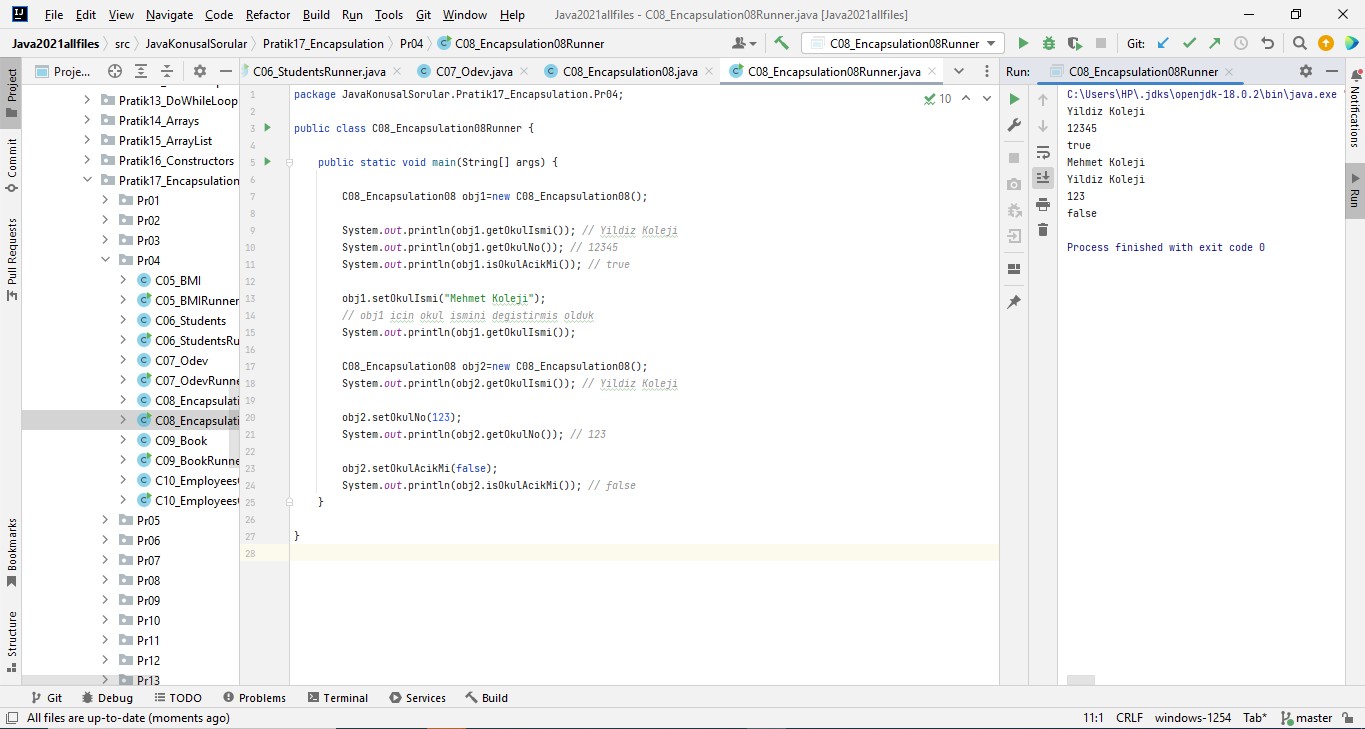 File Edit View Navigate Code Refactor Build Run Tools Git Window Help Java2021allfiles - C08_Encapsulation08Runner.java [Java2021allfiles]
Java2021allfiles src JavaKonusalSorular Pratik17_Encapsulation Pr04 C08_Encapsulation08Runner C08_Encapsulation08Runner Git:
Project
Commit
Pull Requests
Bookmarks
Structure
Proje...
Pratik13_DoWhileLoop
Pratik14_Arrays
Pratik15_ArrayList
Pratik16_Constructors
Pratik17_Encapsulation
Pr01
Pr02
Pr03
Pr04
C05_BMI
C05_BMIRunner
C06_Students
C06_StudentsRu
C07_Odev
C07_OdevRunne
C08_Encapsulati
C08_Encapsulati
C09_Book
C09_BookRunne
C10_Employees
C10_Employees
Pr05
Pr06
Pr07
Pr08
Pr09
Pr10
Pr11
Pr12
Pr13
C06_StudentsRunner.java C07_Odev.java C08_Encapsulation08.java C08_Encapsulation08Runner.java
10
1 package JavaKonusalSorular.Pratik17_Encapsulation.Pr04;
2
3 public class C08_Encapsulation08Runner {
4
5 public static void main(String[] args) {
6
7 C08_Encapsulation08 obj1=new C08_Encapsulation08();
8
9 System.out.println(obj1.getOkulIsmi()); // Yildiz Koleji
10 System.out.println(obj1.getOkulNo()); // 12345
11 System.out.println(obj1.isOkulAcikMi()); // true
12
13 obj1.setOkulIsmi("Mehmet Koleji");
14 // obj1 icin okul ismini degistirmis olduk
15 System.out.println(obj1.getOkulIsmi());
16
17 C08_Encapsulation08 obj2=new C08_Encapsulation08();
18 System.out.println(obj2.getOkulIsmi()); // Yildiz Koleji
19
20 obj2.setOkulNo(123);
21 System.out.println(obj2.getOkulNo()); // 123
22
23 obj2.setOkulAcikMi(false);
24 System.out.println(obj2.isOkulAcikMi()); // false
25 }
26
27 }
28
Run: C08_Encapsulation08Runner
C:\Users\HP\.jdks\openjdk-18.0.2\bin\java.exe
Yildiz Koleji
12345
true
Mehmet Koleji
Yildiz Koleji
123
false
Process finished with exit code 0
Notifications
Run
Git Debug TODO Problems Terminal Services Build
All files are up-to-date (moments ago) 11:1 CRLF windows-1254 Tab* master